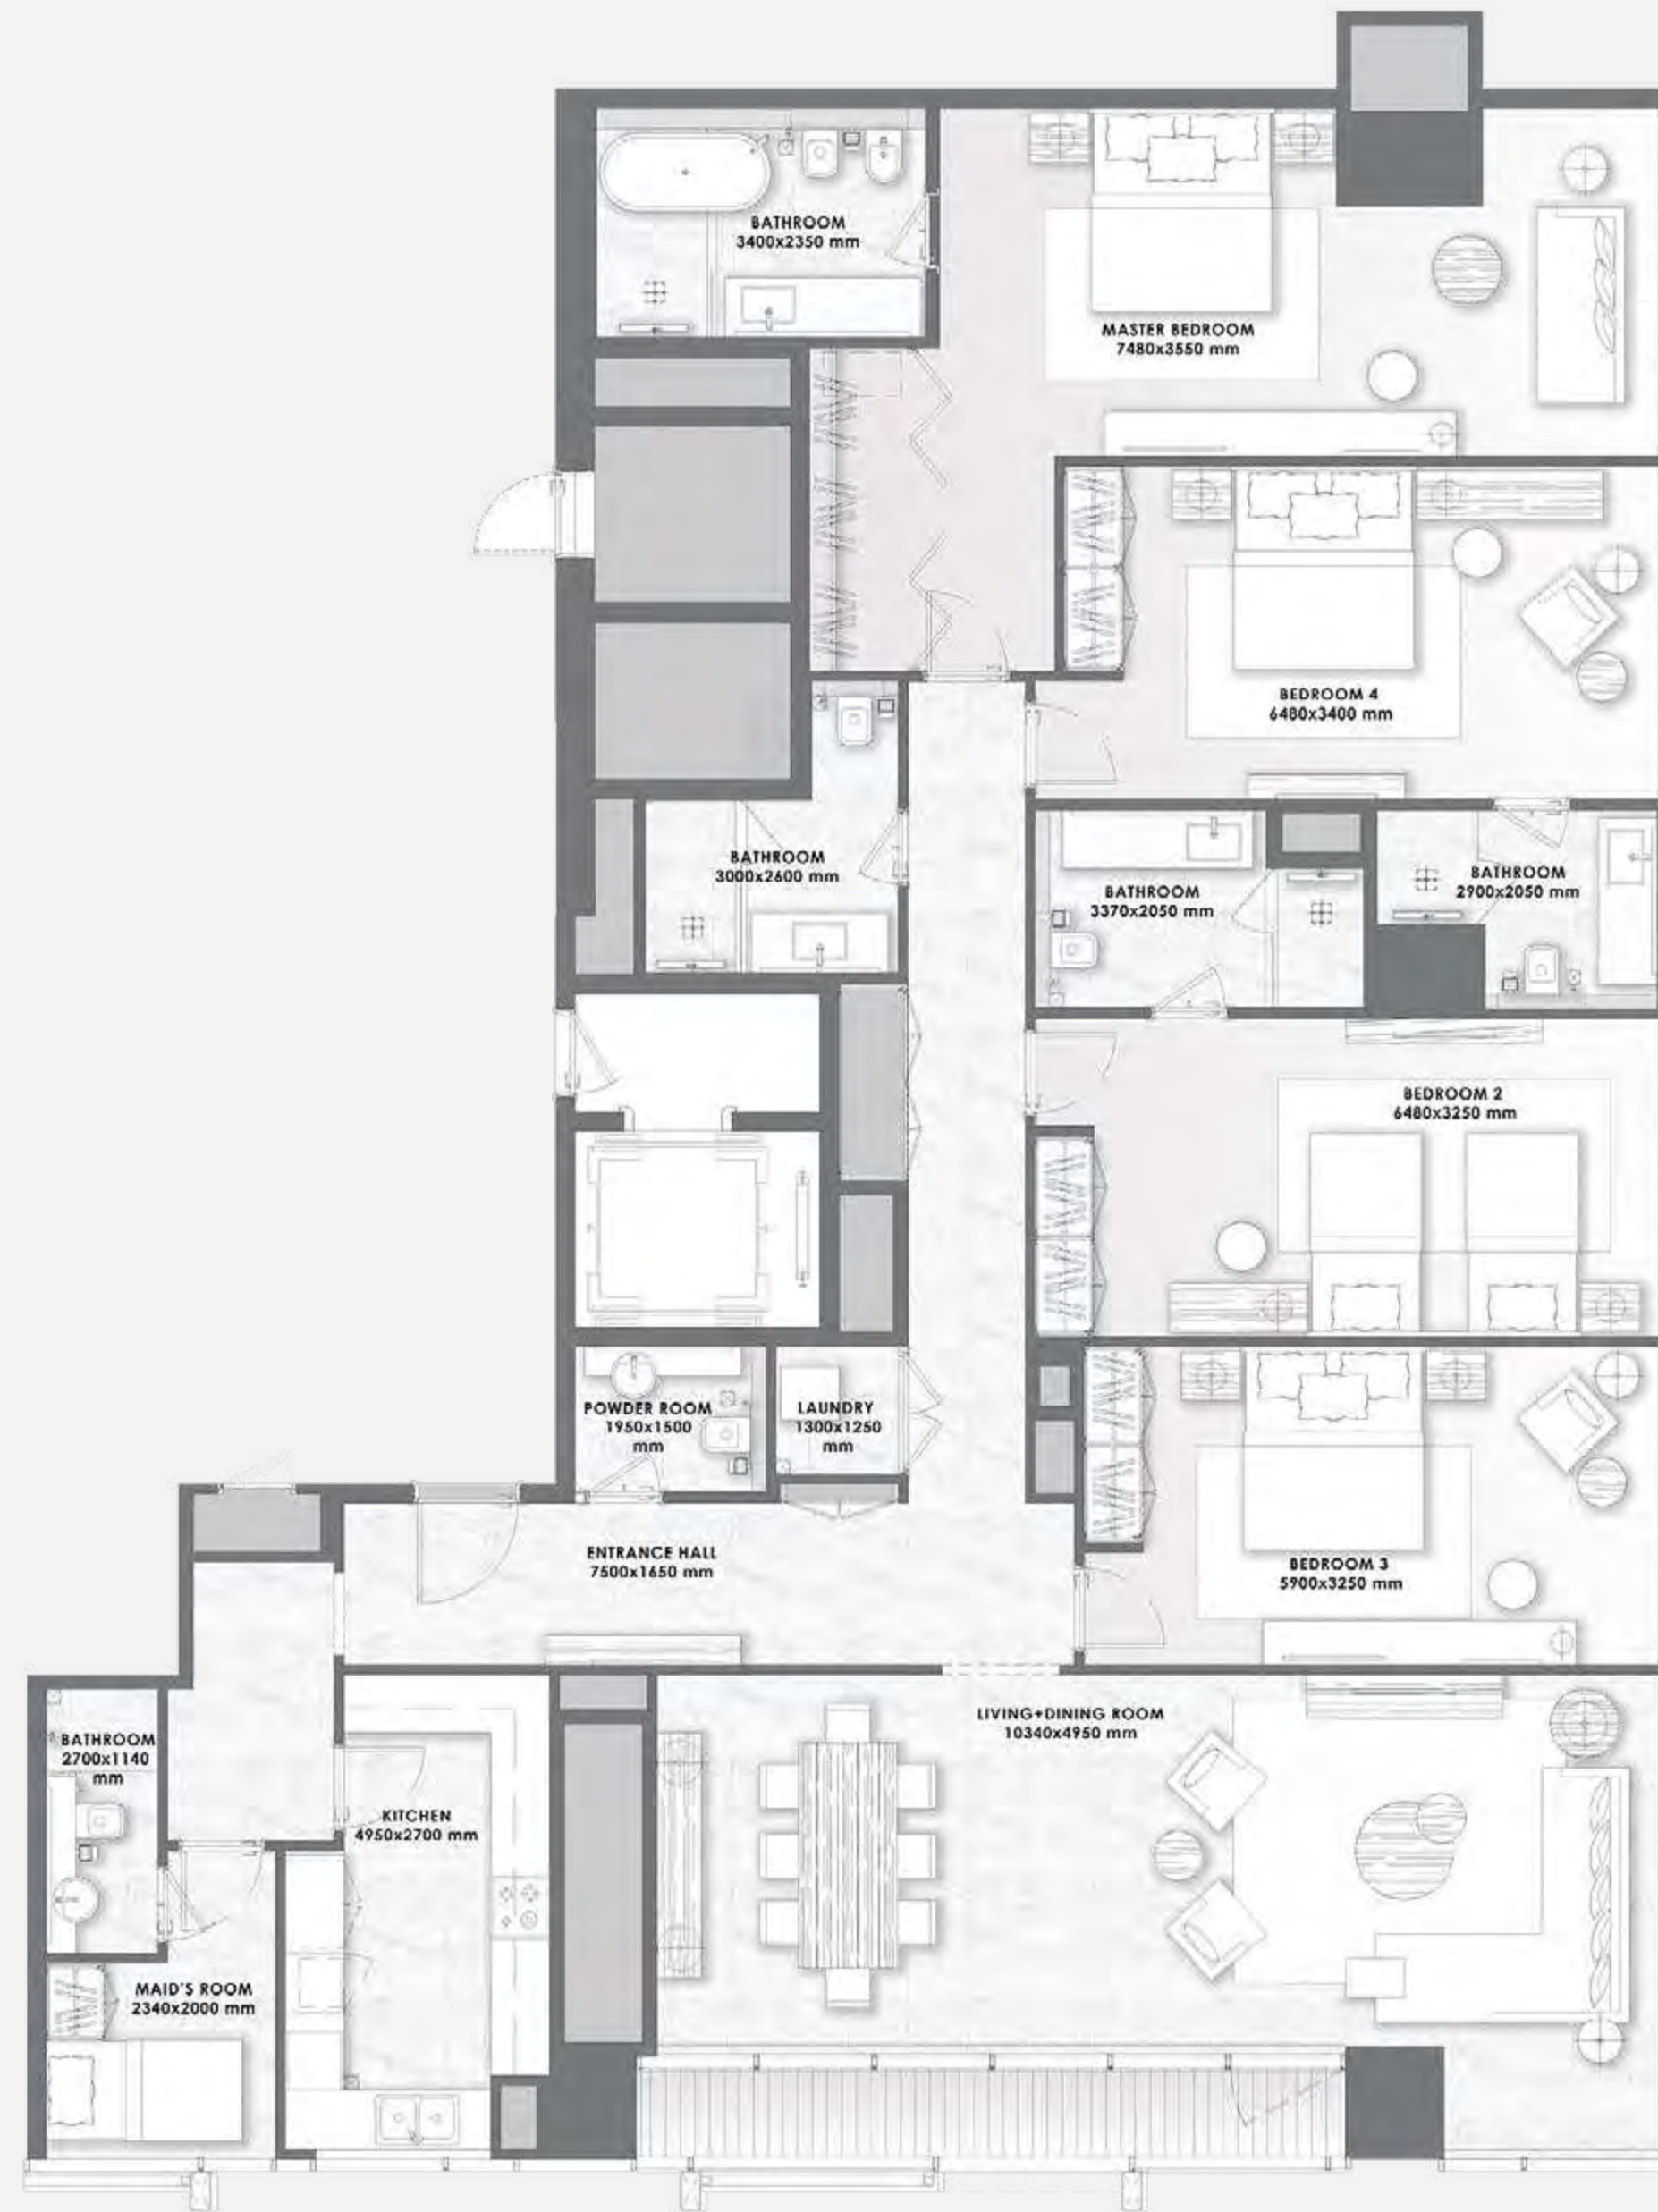 BATHROOM
3400x2350 mm
MASTER BEDROOM
7480x3550 mm
BEDROOM 4
6480x3400 mm
BATHROOM
3000x2600 mm
BATHROOM
3370x2050 mm
BATHROOM
2900x2050 mm
BEDROOM 2
6480x3250 mm
POWDER ROOM
1950x1500
mm
LAUNDRY
1300x1250
mm
ENTRANCE HALL
7500x1650 mm
BEDROOM 3
5900x3250 mm
LIVING+DINING ROOM
10340x4950 mm
BATHROOM
2700x1140
mm
KITCHEN
4950x2700 mm
MAID'S ROOM
2340x2000 mm